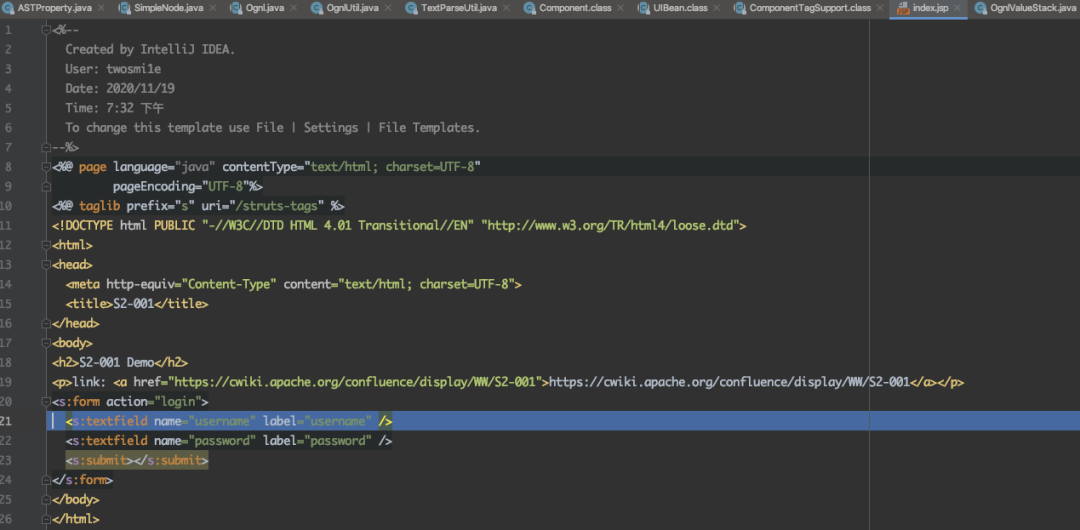 ASTProperty.java SimpleNode.java Ognl.java OgnlUtil.java TextParseUtil.java Component.class UIBean.class ComponentTagSupport.class index.jsp OgnlValueStack.java
1 <%--
2 Created by IntelliJ IDEA.
3 User: twosmi1e
4 Date: 2020/11/19
5 Time: 7:32 下午
6 To change this template use File | Settings | File Templates.
7 --%>
8 <%@ page language="java" contentType="text/html; charset=UTF-8"
9 pageEncoding="UTF-8"%>
10 <%@ taglib prefix="s" uri="/struts-tags" %>
11 <!DOCTYPE html PUBLIC "-//W3C//DTD HTML 4.01 Transitional//EN" "http://www.w3.org/TR/html4/loose.dtd">
12 <html>
13 <head>
14 <meta http-equiv="Content-Type" content="text/html; charset=UTF-8">
15 <title>S2-001</title>
16 </head>
17 <body>
18 <h2>S2-001 Demo</h2>
19 <p>link: <a href="https://cwiki.apache.org/confluence/display/WW/S2-001">https://cwiki.apache.org/confluence/display/WW/S2-001</a></p>
20 <s:form action="login">
21 <s:textfield name="username" label="username" />
22 <s:textfield name="password" label="password" />
23 <s:submit></s:submit>
24 </s:form>
25 </body>
26 </html>